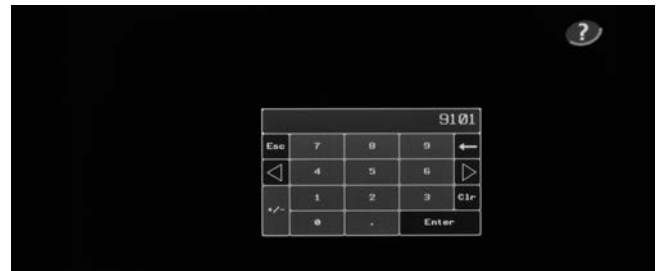 ?
9101
Esc 7 8 9 ←
◁ 4 5 6 ▷
+/- 1 2 3 Clr
0 . Enter